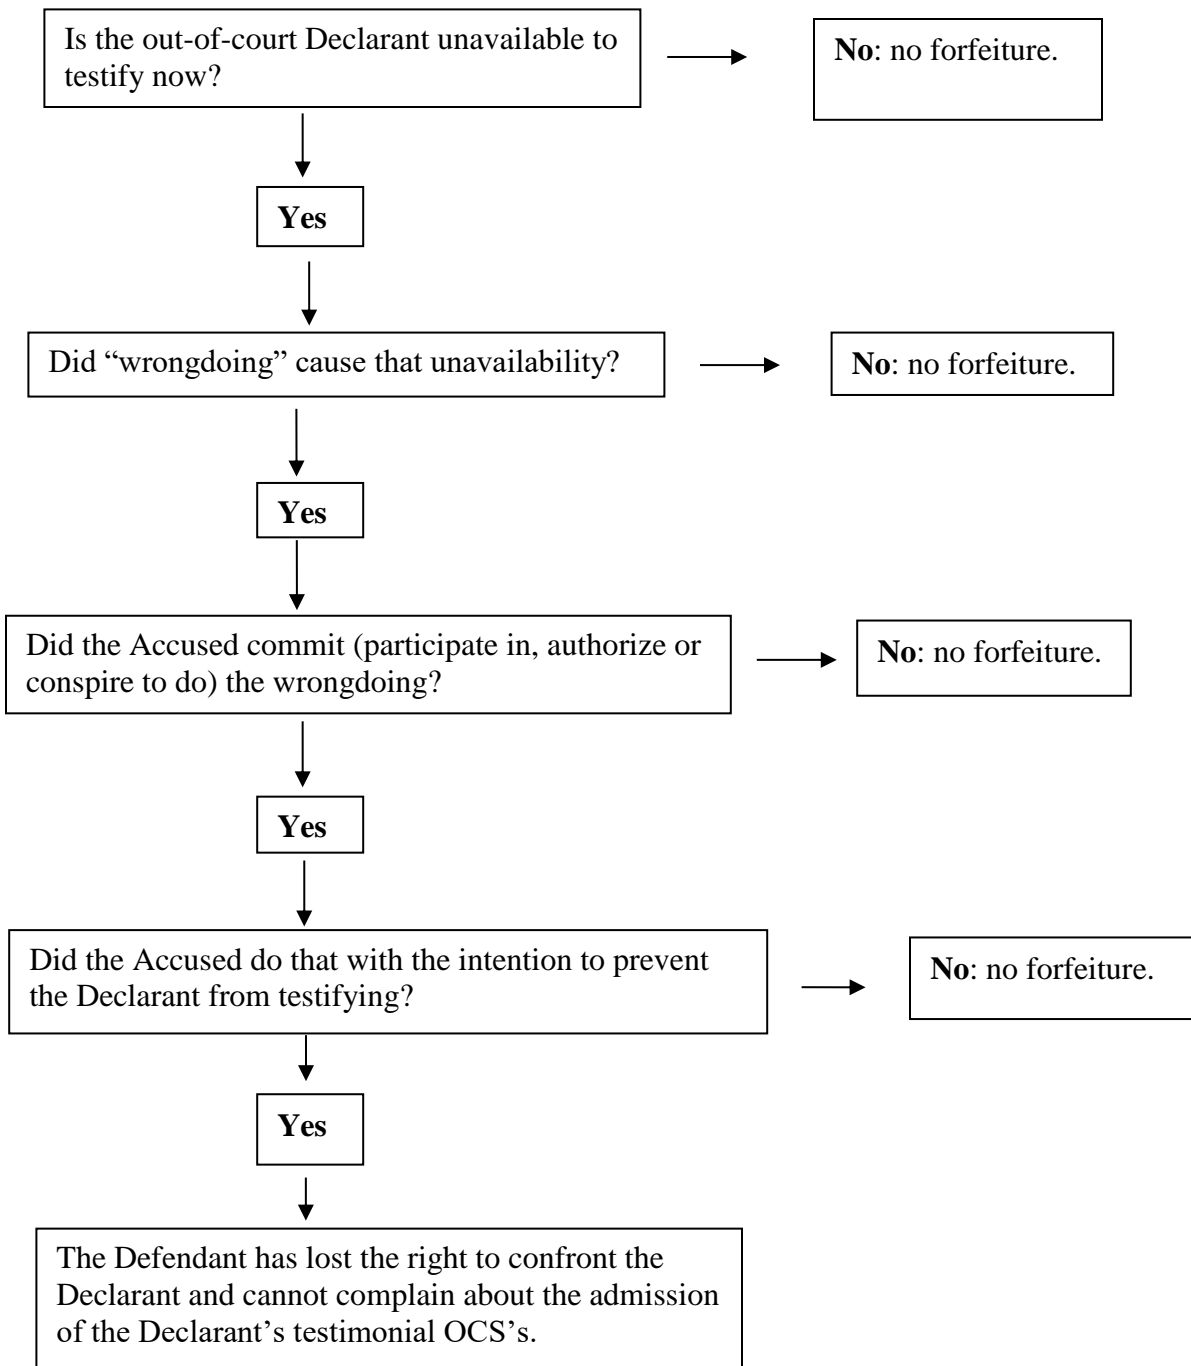 Is the out-of-court Declarant unavailable to
testify now?
No: no forfeiture.
Yes
Did “wrongdoing” cause that unavailability?
No: no forfeiture.
Yes
Did the Accused commit (participate in, authorize or
conspire to do) the wrongdoing?
No: no forfeiture.
Yes
Did the Accused do that with the intention to prevent
the Declarant from testifying?
No: no forfeiture.
Yes
The Defendant has lost the right to confront the
Declarant and cannot complain about the admission
of the Declarant’s testimonial OCS’s.